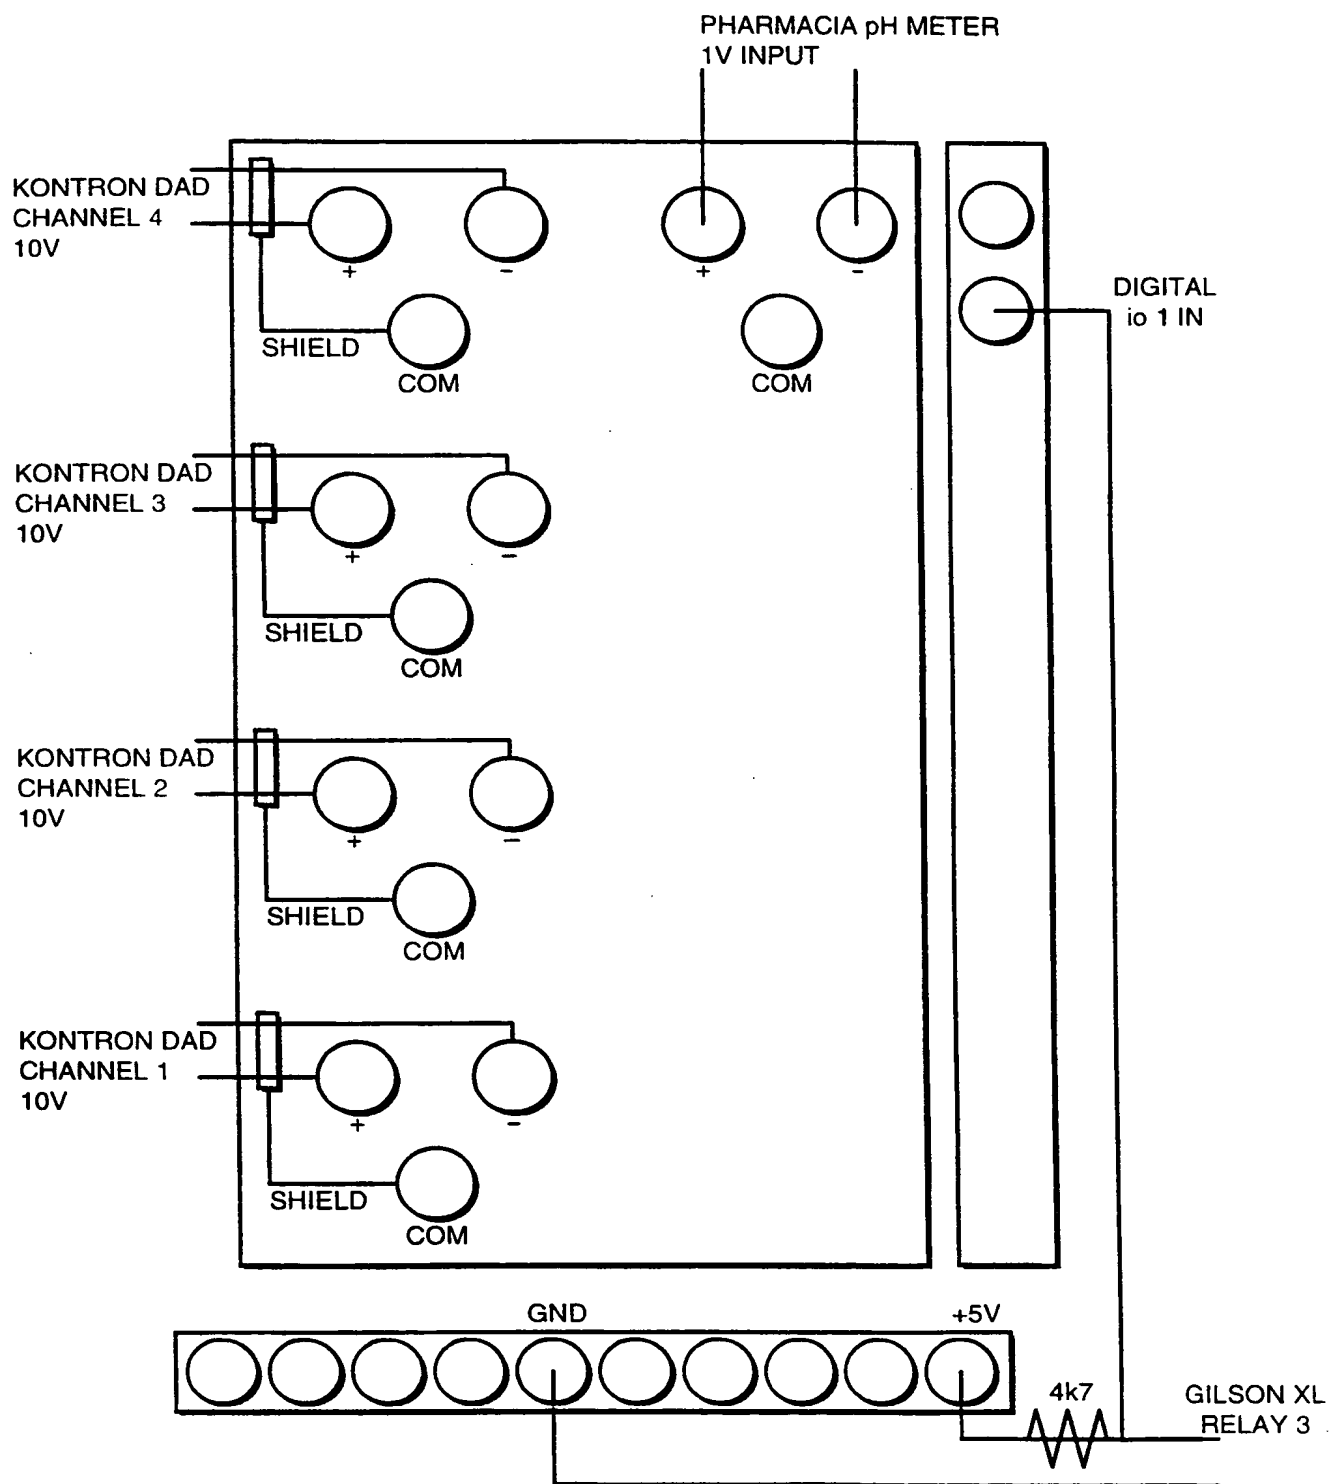 PHARMACIA pH METER
1V INPUT
KONTRON DAD
CHANNEL 4
10V
+
−
+
−
SHIELD
COM
COM
DIGITAL
io 1 IN
KONTRON DAD
CHANNEL 3
10V
+
−
SHIELD
COM
KONTRON DAD
CHANNEL 2
10V
+
−
SHIELD
COM
KONTRON DAD
CHANNEL 1
10V
+
−
SHIELD
COM
GND
+5V
4k7
GILSON XL
RELAY 3